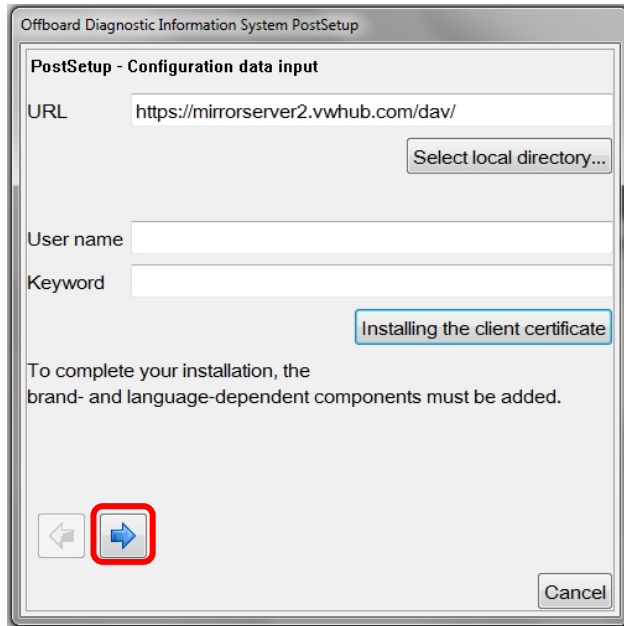 Offboard Diagnostic Information System PostSetup
PostSetup - Configuration data input
URL https://mirrorserver2.vwhub.com/dav/
Select local directory...
User name
Keyword
Installing the client certificate
To complete your installation, the
brand- and language-dependent components must be added.
Cancel